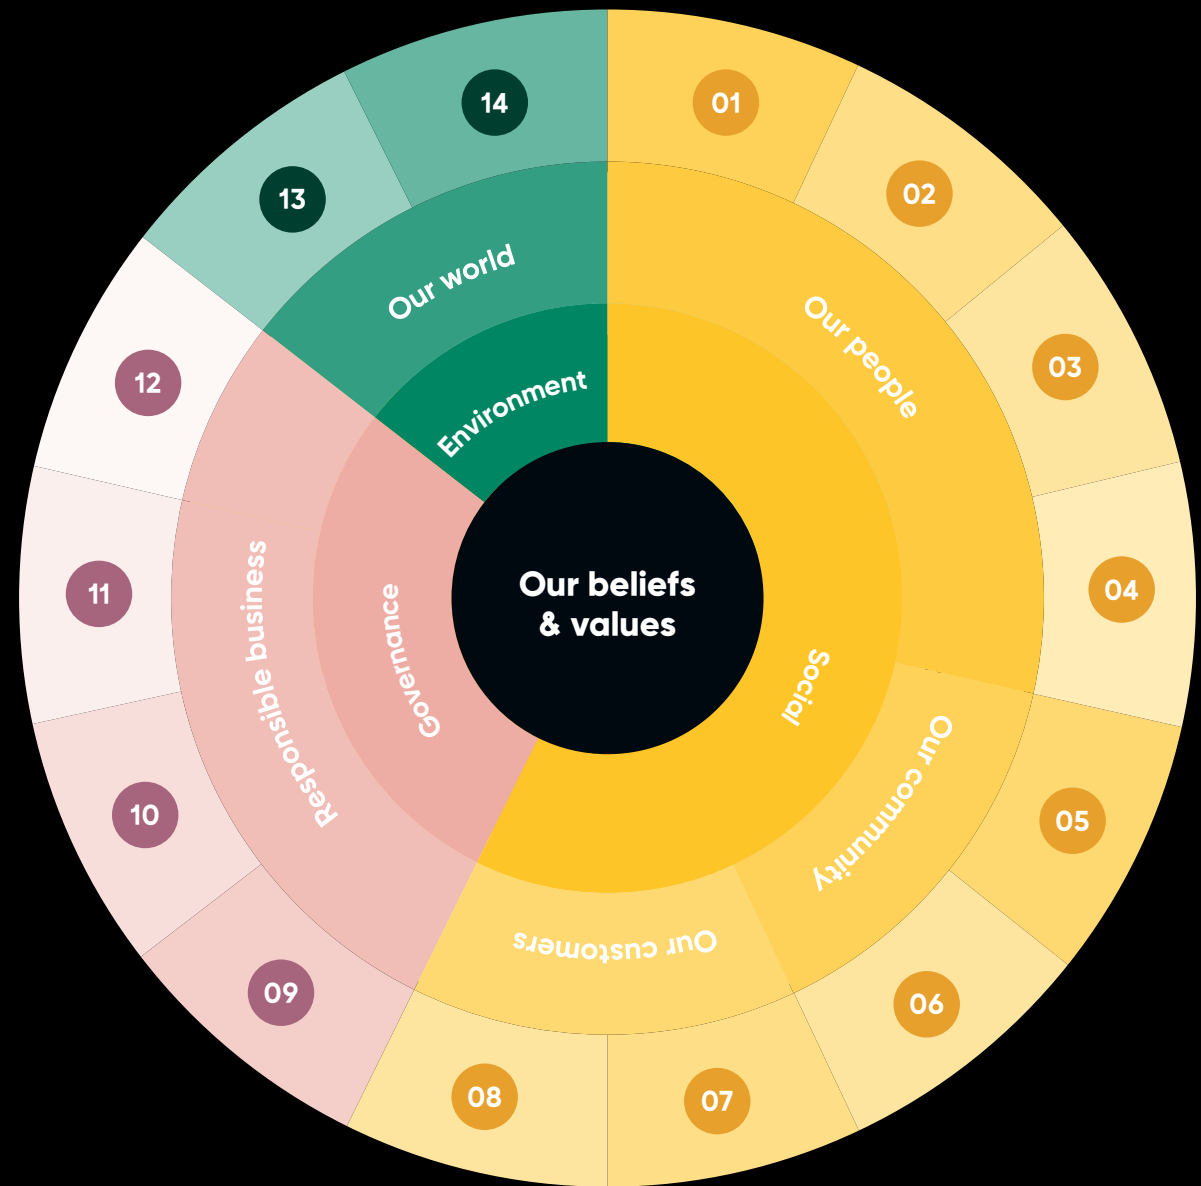 Our beliefs
& values
Environment
Social
Governance
Our world
Our people
Our community
Our customers
Responsible business
01
02
03
04
05
06
07
08
09
10
11
12
13
14